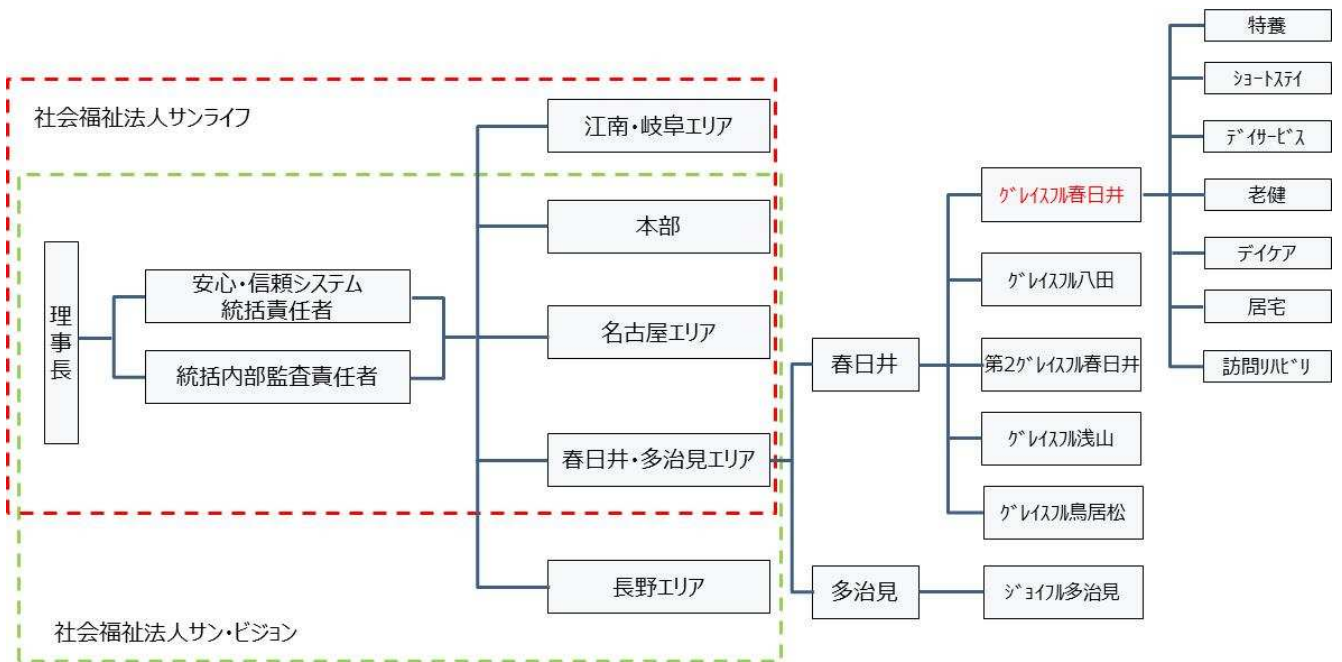 社会福祉法人サンライフ
理事長
安心・信頼システム
統括責任者
統括内部監査責任者
江南・岐阜エリア
本部
名古屋エリア
春日井・多治見エリア
長野エリア
社会福祉法人サン・ビジョン
春日井
多治見
ｸﾞﾚｲｽﾌﾙ春日井
ｸﾞﾚｲｽﾌﾙ八田
第2ｸﾞﾚｲｽﾌﾙ春日井
ｸﾞﾚｲｽﾌﾙ浅山
ｸﾞﾚｲｽﾌﾙ鳥居松
ｼﾞｮｲﾌﾙ多治見
特養
ｼｮｰﾄｽﾃｲ
ﾃﾞｲｻｰﾋﾞｽ
老健
デイケア
居宅
訪問ﾘﾊﾋﾞﾘ